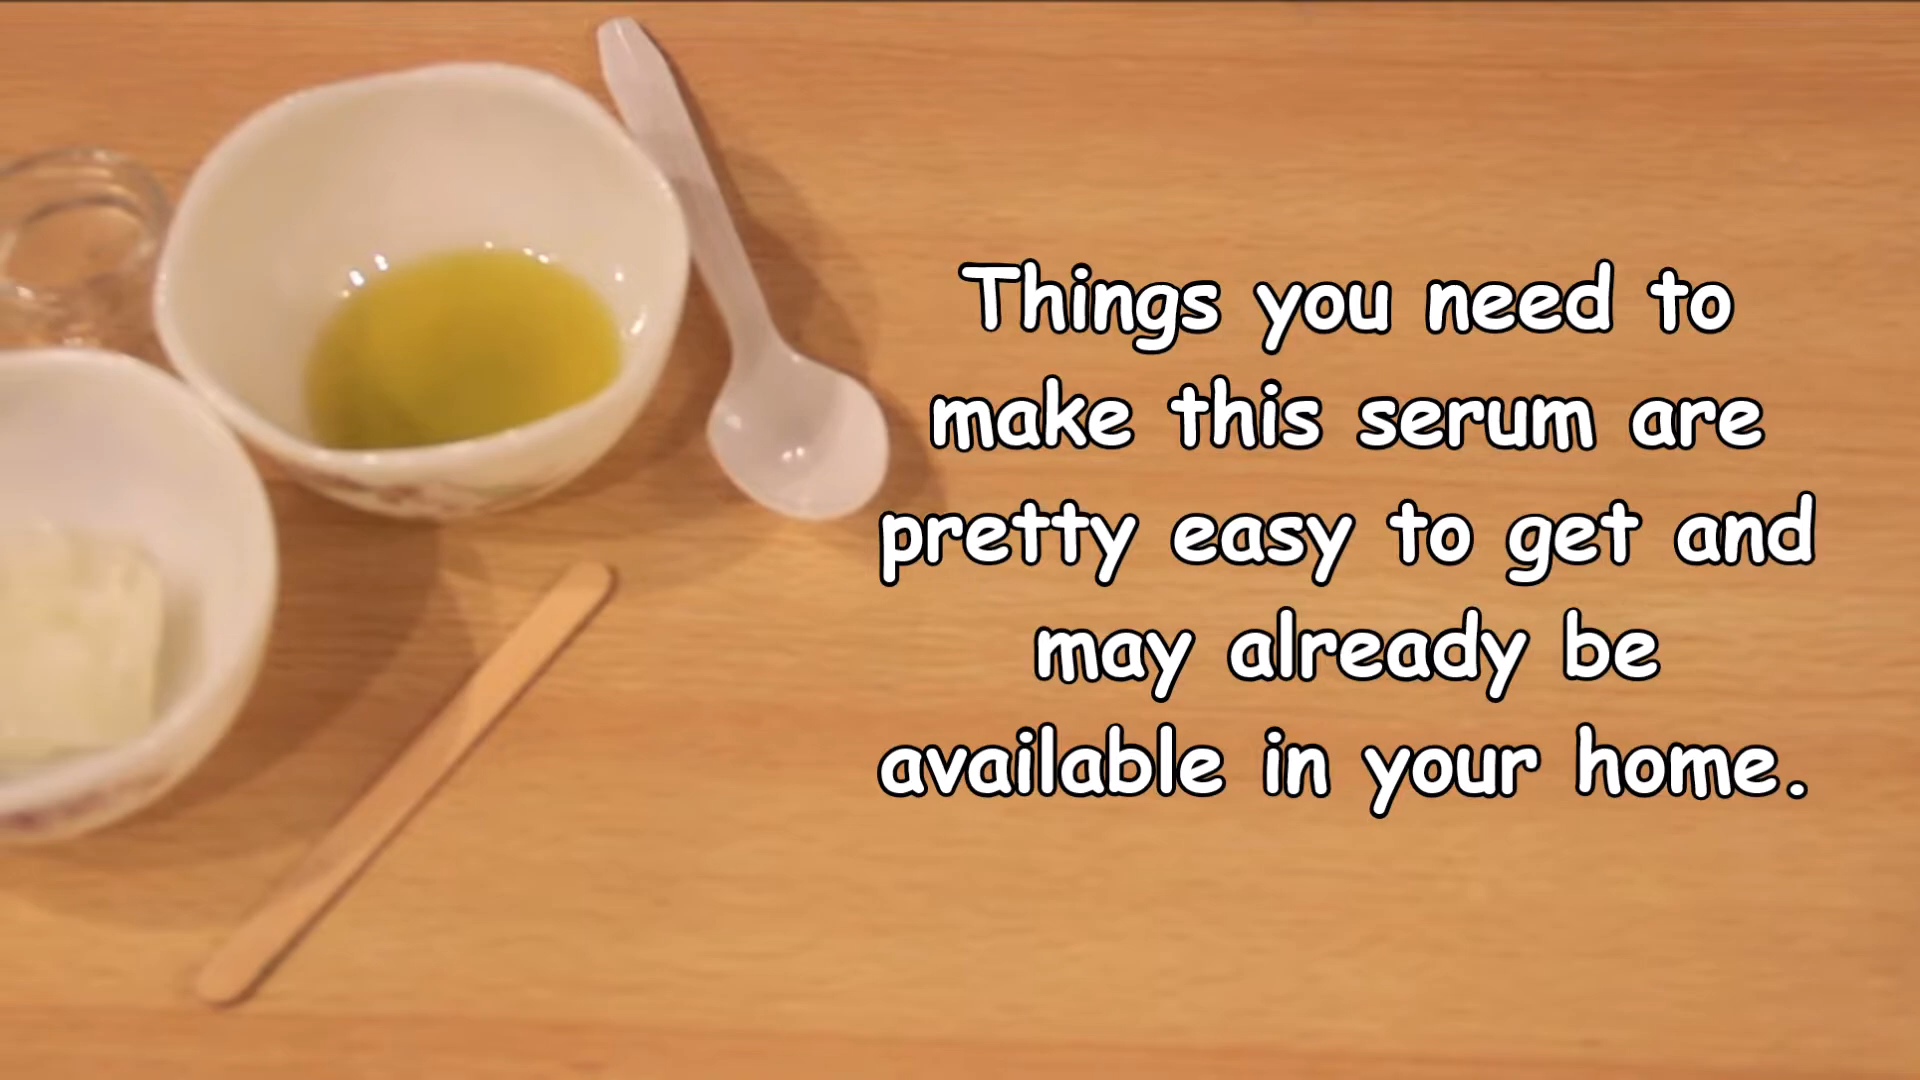 Things you need to
make this serum are
pretty easy to get and
may already be
available in your home.